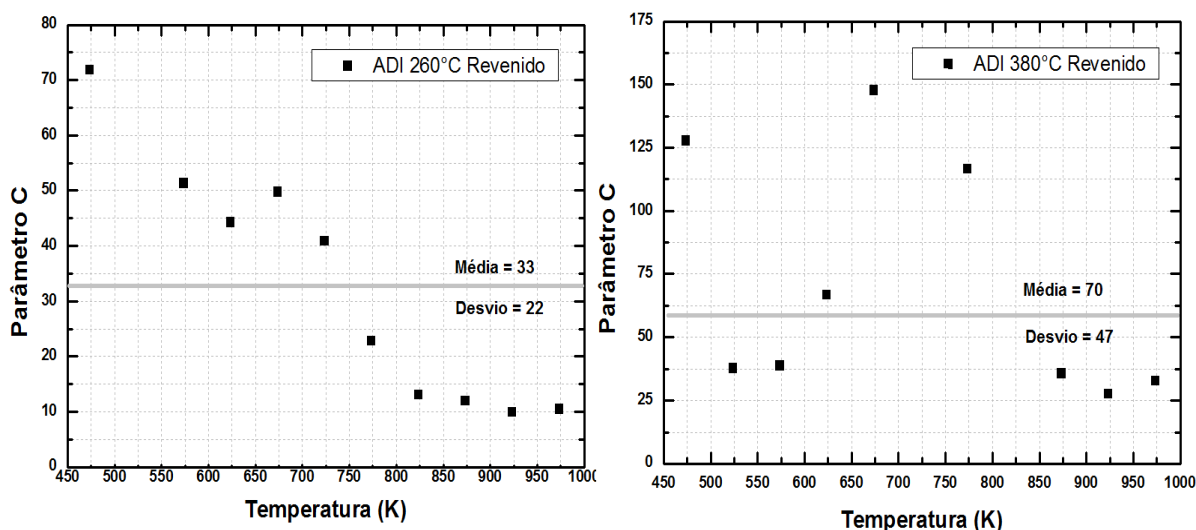 80
70
60
50
40
30
20
10
0
Parâmetro C
ADI 260°C Revenido
Média = 33
Desvio = 22
450 500 550 600 650 700 750 800 850 900 950 1000
Temperatura (K)
175
150
125
100
75
50
25
0
Parâmetro C
ADI 380°C Revenido
Média = 70
Desvio = 47
450 500 550 600 650 700 750 800 850 900 950 1000
Temperatura (K)